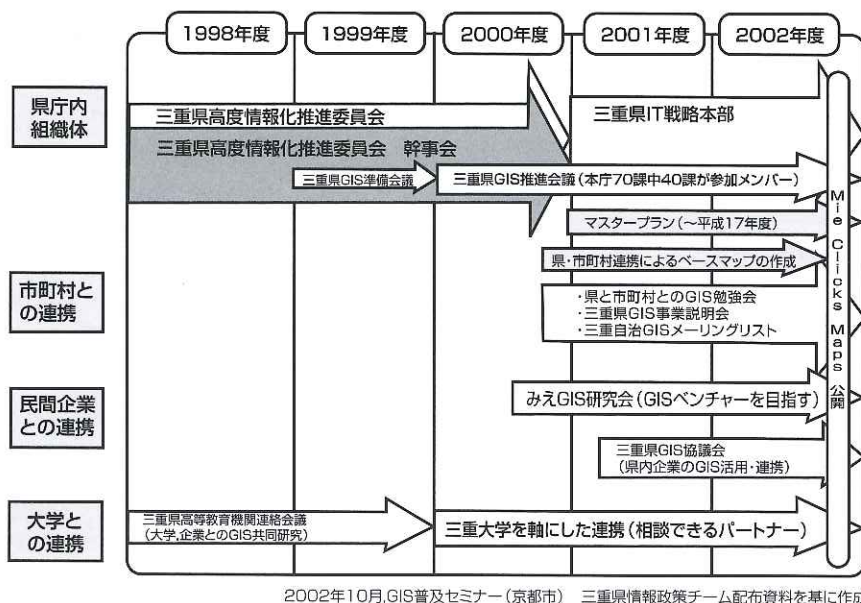 1998年度 1999年度 2000年度 2001年度 2002年度
県庁内
組織体
三重県高度情報化推進委員会
三重県IT戦略本部
三重県高度情報化推進委員会 幹事会
三重県GIS準備会議
三重県GIS推進会議(本庁70課中40課が参加メンバー)
マスタープラン(~平成17年度)
市町村と
の連携
県・市町村連携によるベースマップの作成
・県と市町村とのGIS勉強会
・三重県GIS事業説明会
・三重自治GISメーリングリスト
民間企業
との連携
みえGIS研究会(GISベンチャーを目指す)
三重県GIS協議会
(県内企業のGIS活用・連携)
大学と
の連携
三重県高等教育機関連絡会議
(大学,企業とのGIS共同研究)
三重大学を軸にした連携(相談できるパートナー)
Mie Clicks Maps 公開
2002年10月,GIS普及セミナー(京都市) 三重県情報政策チーム配布資料を基に作成